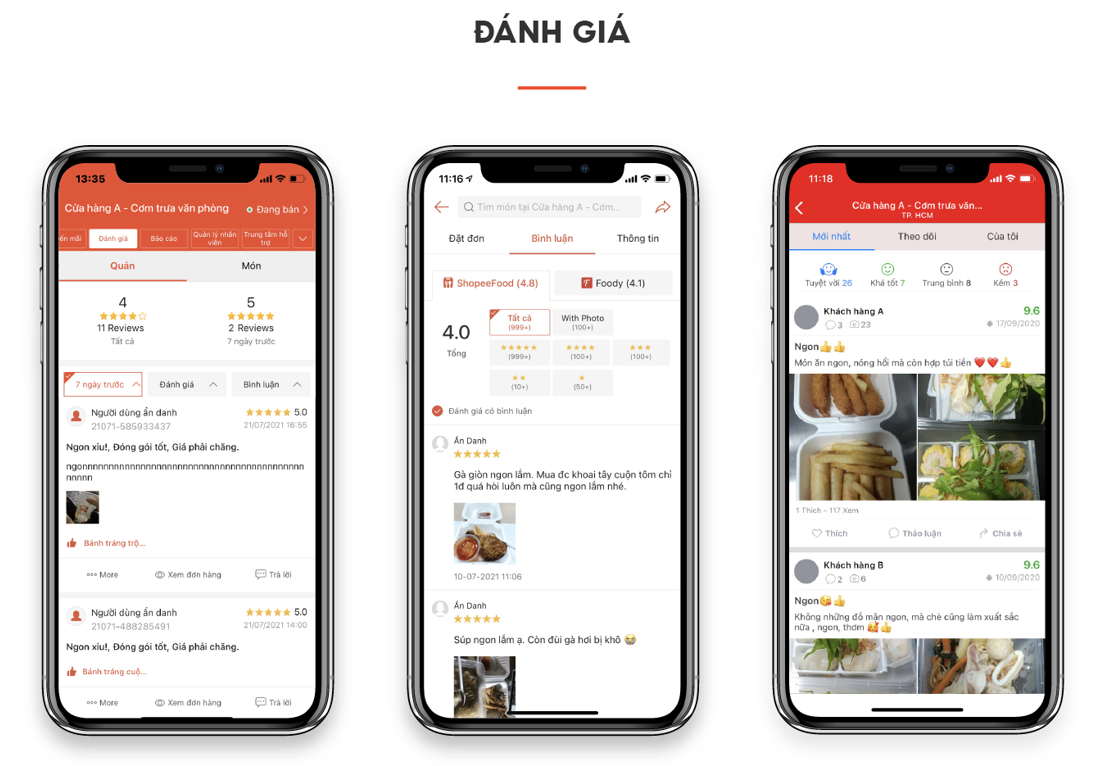 ĐÁNH GIÁ
13:35
Cửa hàng A - Cơm trưa văn phòng
Đang bán
ến mãi
Đánh giá
Báo cáo
Quản lý nhân
viên
Trung tâm hỗ
trợ
Quán
Món
4
11 Reviews
Tất cả
5
2 Reviews
7 ngày trước
7 ngày trước
Đánh giá
Bình luận
Người dùng ẩn danh
5.0
21071-585933437
21/07/2021 16:55
Ngon xỉu!, Đóng gói tốt, Giá phải chăng.
ngonnnnnnnnnnnnnnnnnnnnnnnnnnnnnnnnnnnnnnnn
nnnnn
Bánh tráng trộ...
More
Xem đơn hàng
Trả lời
Người dùng ẩn danh
5.0
21071-488285491
21/07/2021 14:00
Ngon xỉu!, Đóng gói tốt, Giá phải chăng.
Bánh tráng cuộ...
More
Xem đơn hàng
Trả lời
11:16
Tìm món tại Cửa hàng A - Cơm...
Đặt đơn
Bình luận
Thông tin
ShopeeFood (4.8)
Foody (4.1)
4.0
Tổng
Tất cả
(999+)
With Photo
(100+)
★★★★★
(999+)
★★★★
(100+)
★★★
(100+)
★★
(10+)
★
(50+)
Đánh giá có bình luận
Ẩn Danh
Gà giòn ngon lắm. Mua đc khoai tây cuộn tôm chỉ
1đ quá hời luôn mà cũng ngon lắm nhé.
10-07-2021 11:06
Ẩn Danh
Súp ngon lắm ạ. Còn đùi gà hơi bị khô 😭
11:18
Cửa hàng A - Cơm trưa văn...
TP. HCM
Mới nhất
Theo dõi
Của tôi
Tuyệt vời 26
Khá tốt 7
Trung bình 8
Kém 3
Khách hàng A
9.6
3
23
17/09/2020
Ngon👍👍
Món ăn ngon, nóng hổi mà còn hợp túi tiền ❤️❤️👍
1 Thích - 117 Xem
Thích
Thảo luận
Chia sẻ
Khách hàng B
9.6
2
6
10/09/2020
Ngon😘👍
Không những đồ mặn ngon, mà chè cũng làm xuất sắc
nữa , ngon, thơm 🥰👍